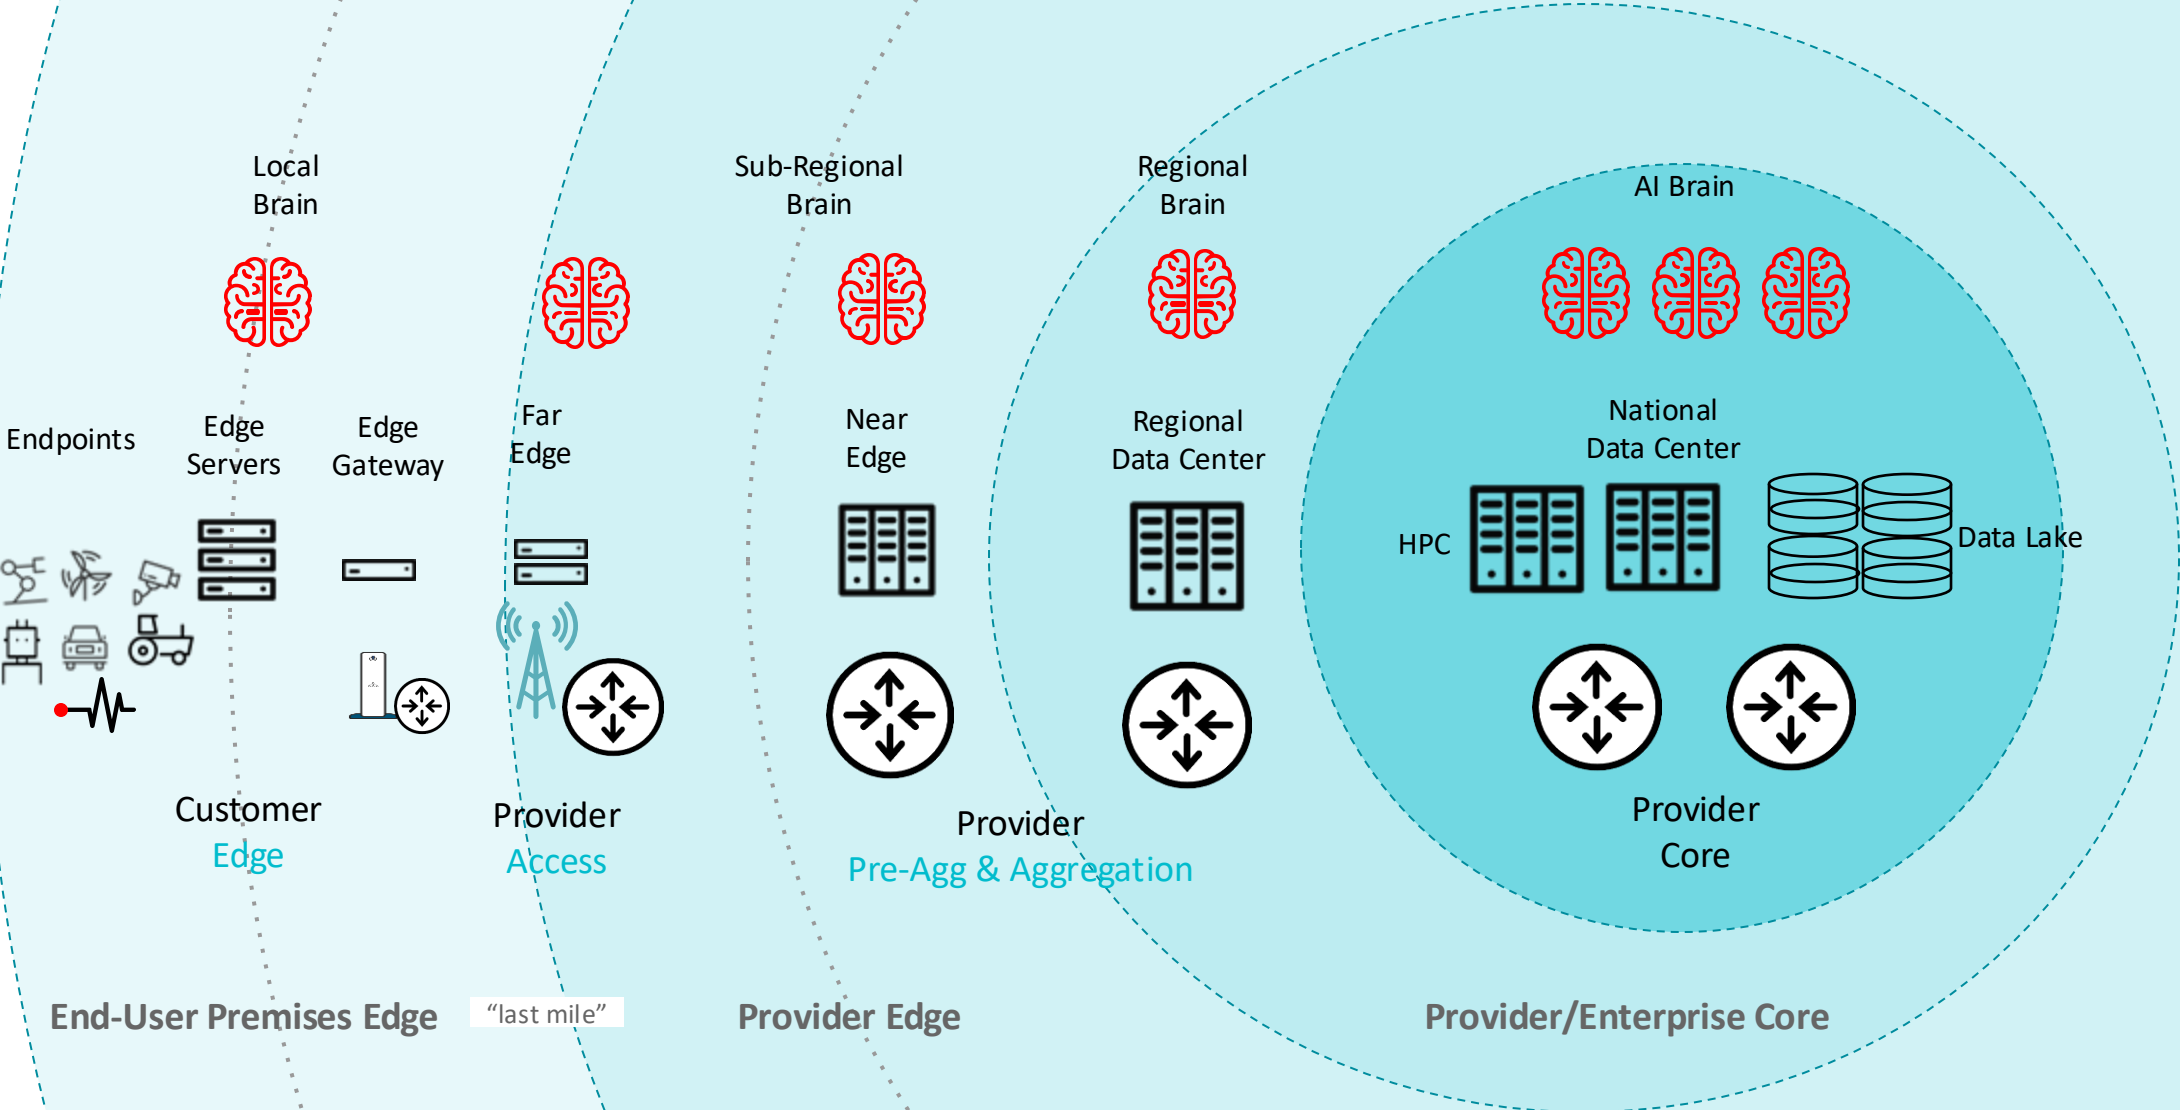 Local
Brain
Sub-Regional
Brain
Regional
Brain
AI Brain
Endpoints
Edge
Servers
Edge
Gateway
Far
Edge
Near
Edge
Regional
Data Center
National
Data Center
HPC
Data Lake
Customer
Edge
Provider
Access
Provider
Pre-Agg & Aggregation
Provider
Core
End-User Premises Edge
“last mile”
Provider Edge
Provider/Enterprise Core